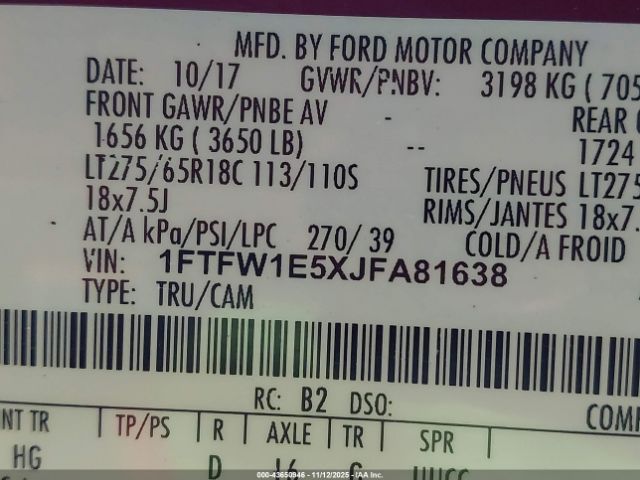 MFD. BY FORD MOTOR COMPANY
DATE: 10/17 GVWR/PNBV: 3198 KG ( 705
FRONT GAWR/PNBE AV - REAR
1656 KG ( 3650 LB) -- 1724
LT275/65R18C 113/110S TIRES/PNEUS LT275
18x7.5J RIMS/JANTES 18x7.
AT/A kPa/PSI/LPC 270/ 39 COLD/A FROID
VIN: 1FTFW1E5XJFA81638
TYPE: TRU/CAM
RC: B2 DSO:
NT TR TP/PS R AXLE TR SPR
HG D L6
000-43650946 - 11/12/2025 - IAA Inc.